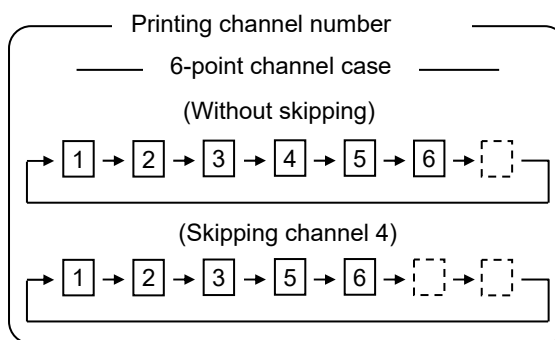 Printing channel number
6-point channel case
(Without skipping)
1 2 3 4 5 6
(Skipping channel 4)
1 2 3 5 6